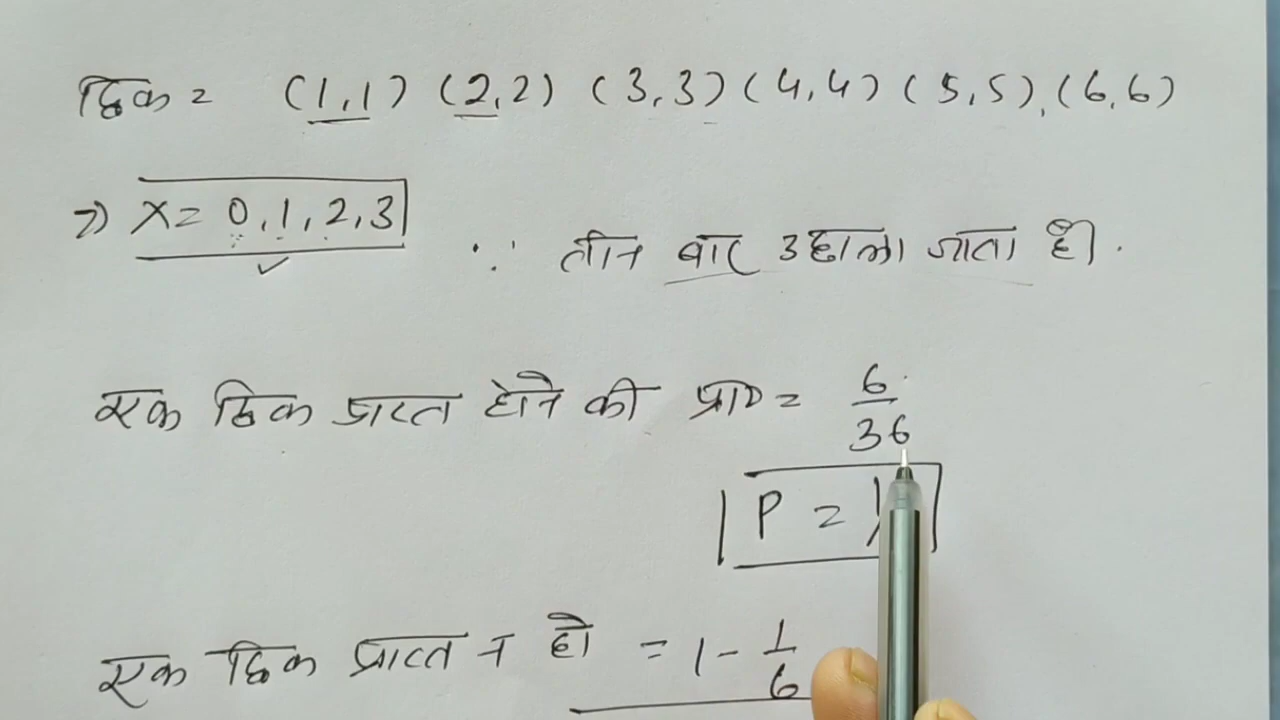 द्विक = (1,1) (2,2) (3,3) (4,4) (5,5), (6,6)
⇒ X = 0,1,2,3 ∵ तीन बार उछाला जाता है।
एक द्विक प्राप्त होने की प्रा० = 6/36
P = 1
एक द्विक प्राप्त न हो = 1 - 1/6